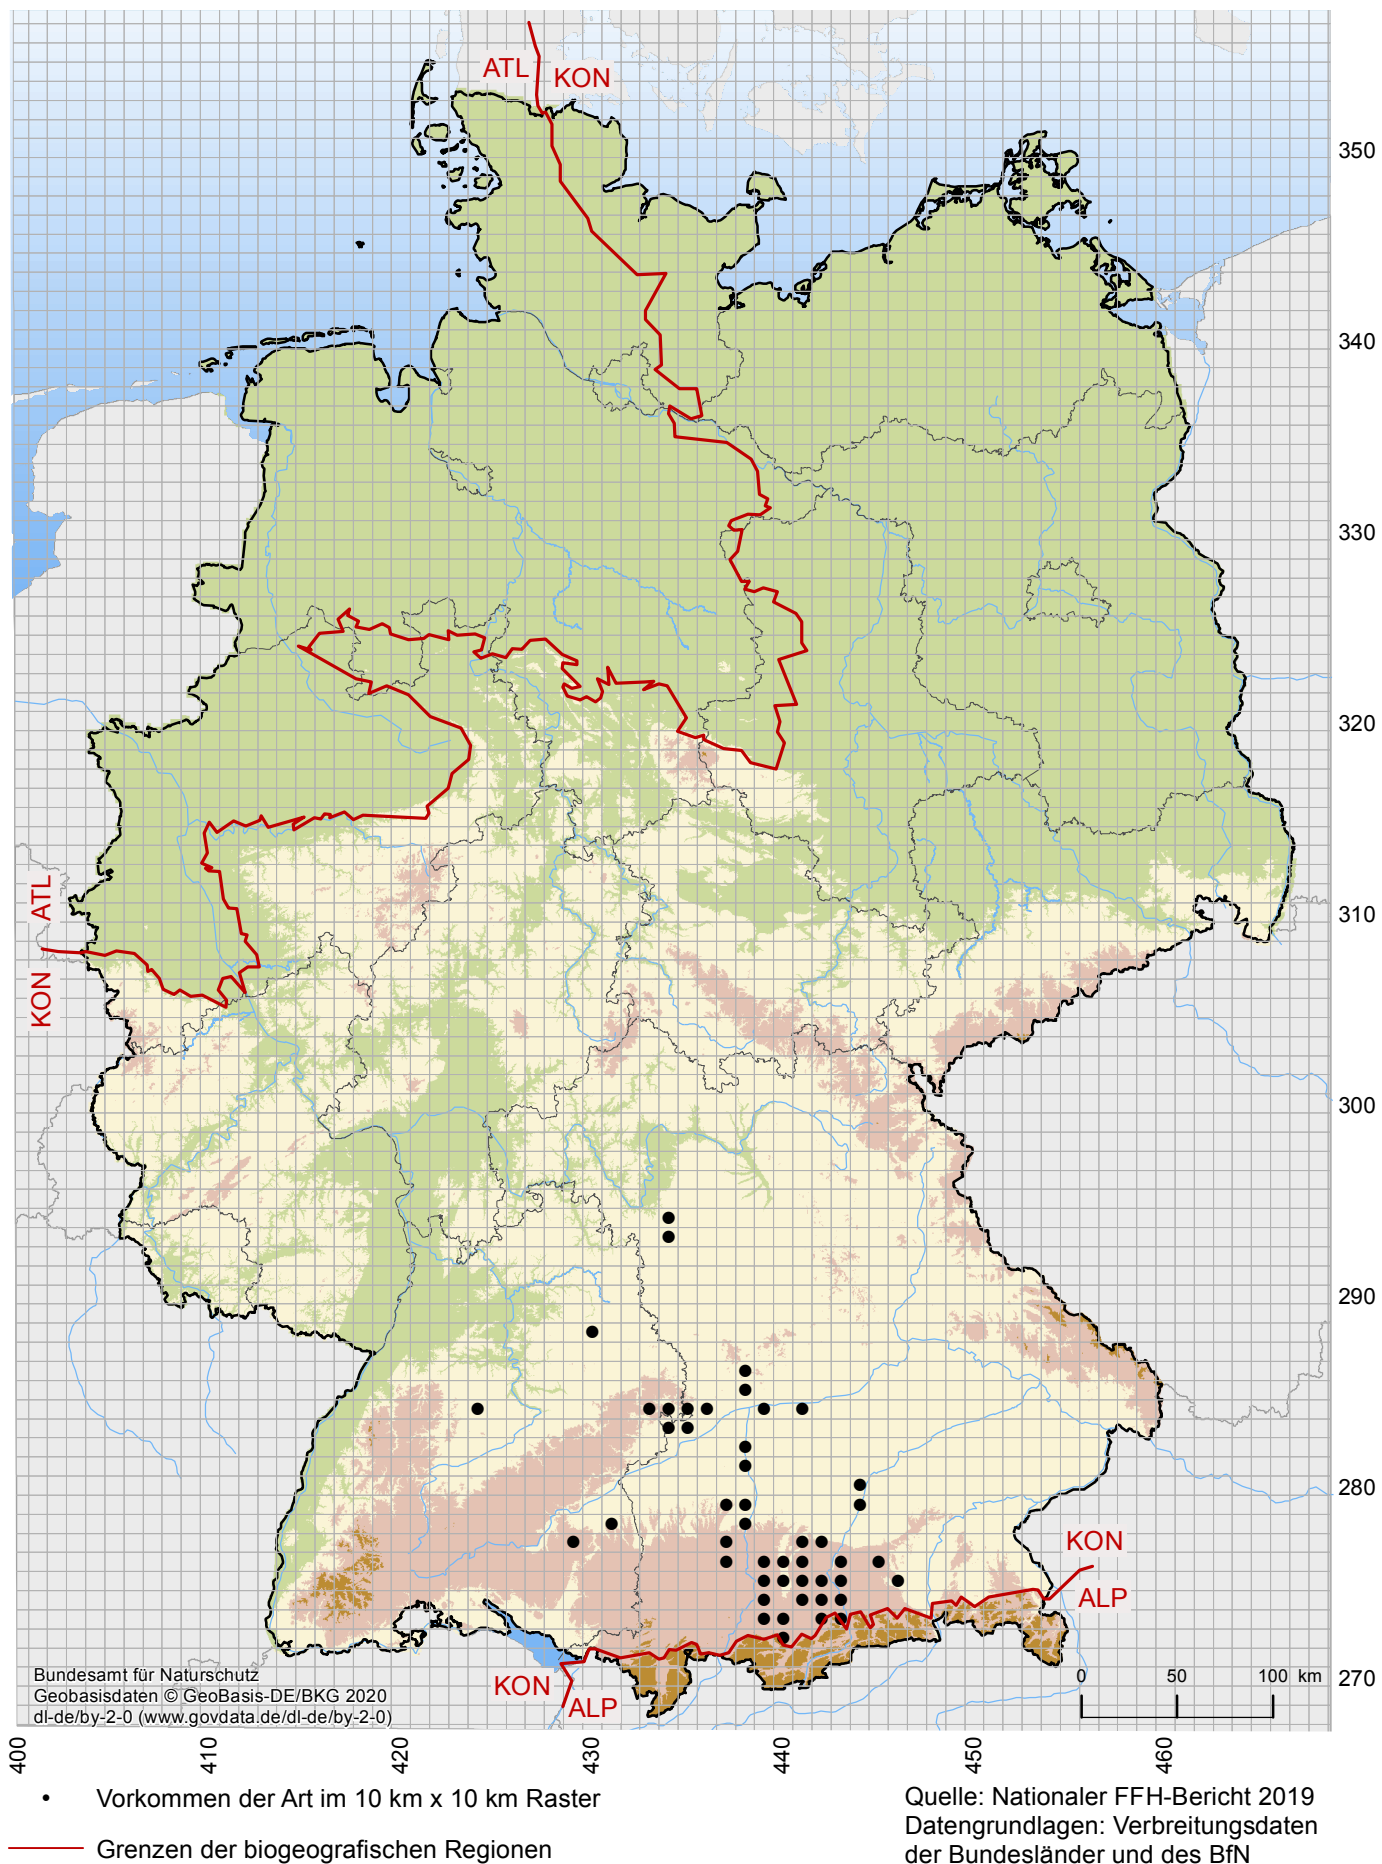 ATL
KON
350
340
330
320
310
300
290
280
270
ATL
KON
KON
ALP
KON
ALP
0 50 100 km
Bundesamt für Naturschutz
Geobasisdaten © GeoBasis-DE/BKG 2020
dl-de/by-2-0 (www.govdata.de/dl-de/by-2-0)
400 410 420 430 440 450 460
• Vorkommen der Art im 10 km x 10 km Raster
Grenzen der biogeografischen Regionen
Quelle: Nationaler FFH-Bericht 2019
Datengrundlagen: Verbreitungsdaten
der Bundesländer und des BfN